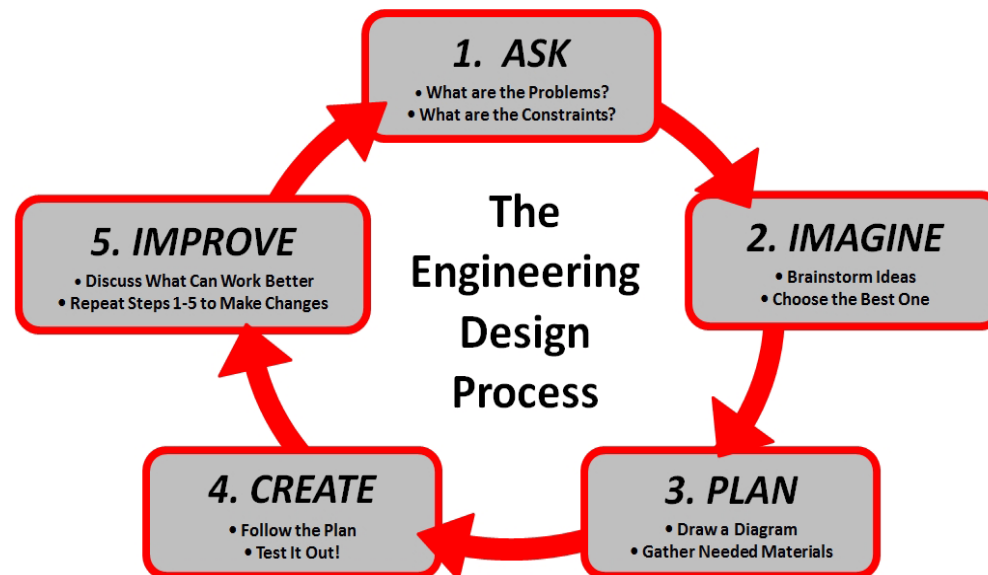 1. ASK
• What are the Problems?
• What are the Constraints?
The
Engineering
Design
Process
2. IMAGINE
• Brainstorm Ideas
• Choose the Best One
3. PLAN
• Draw a Diagram
• Gather Needed Materials
4. CREATE
• Follow the Plan
• Test It Out!
5. IMPROVE
• Discuss What Can Work Better
• Repeat Steps 1-5 to Make Changes